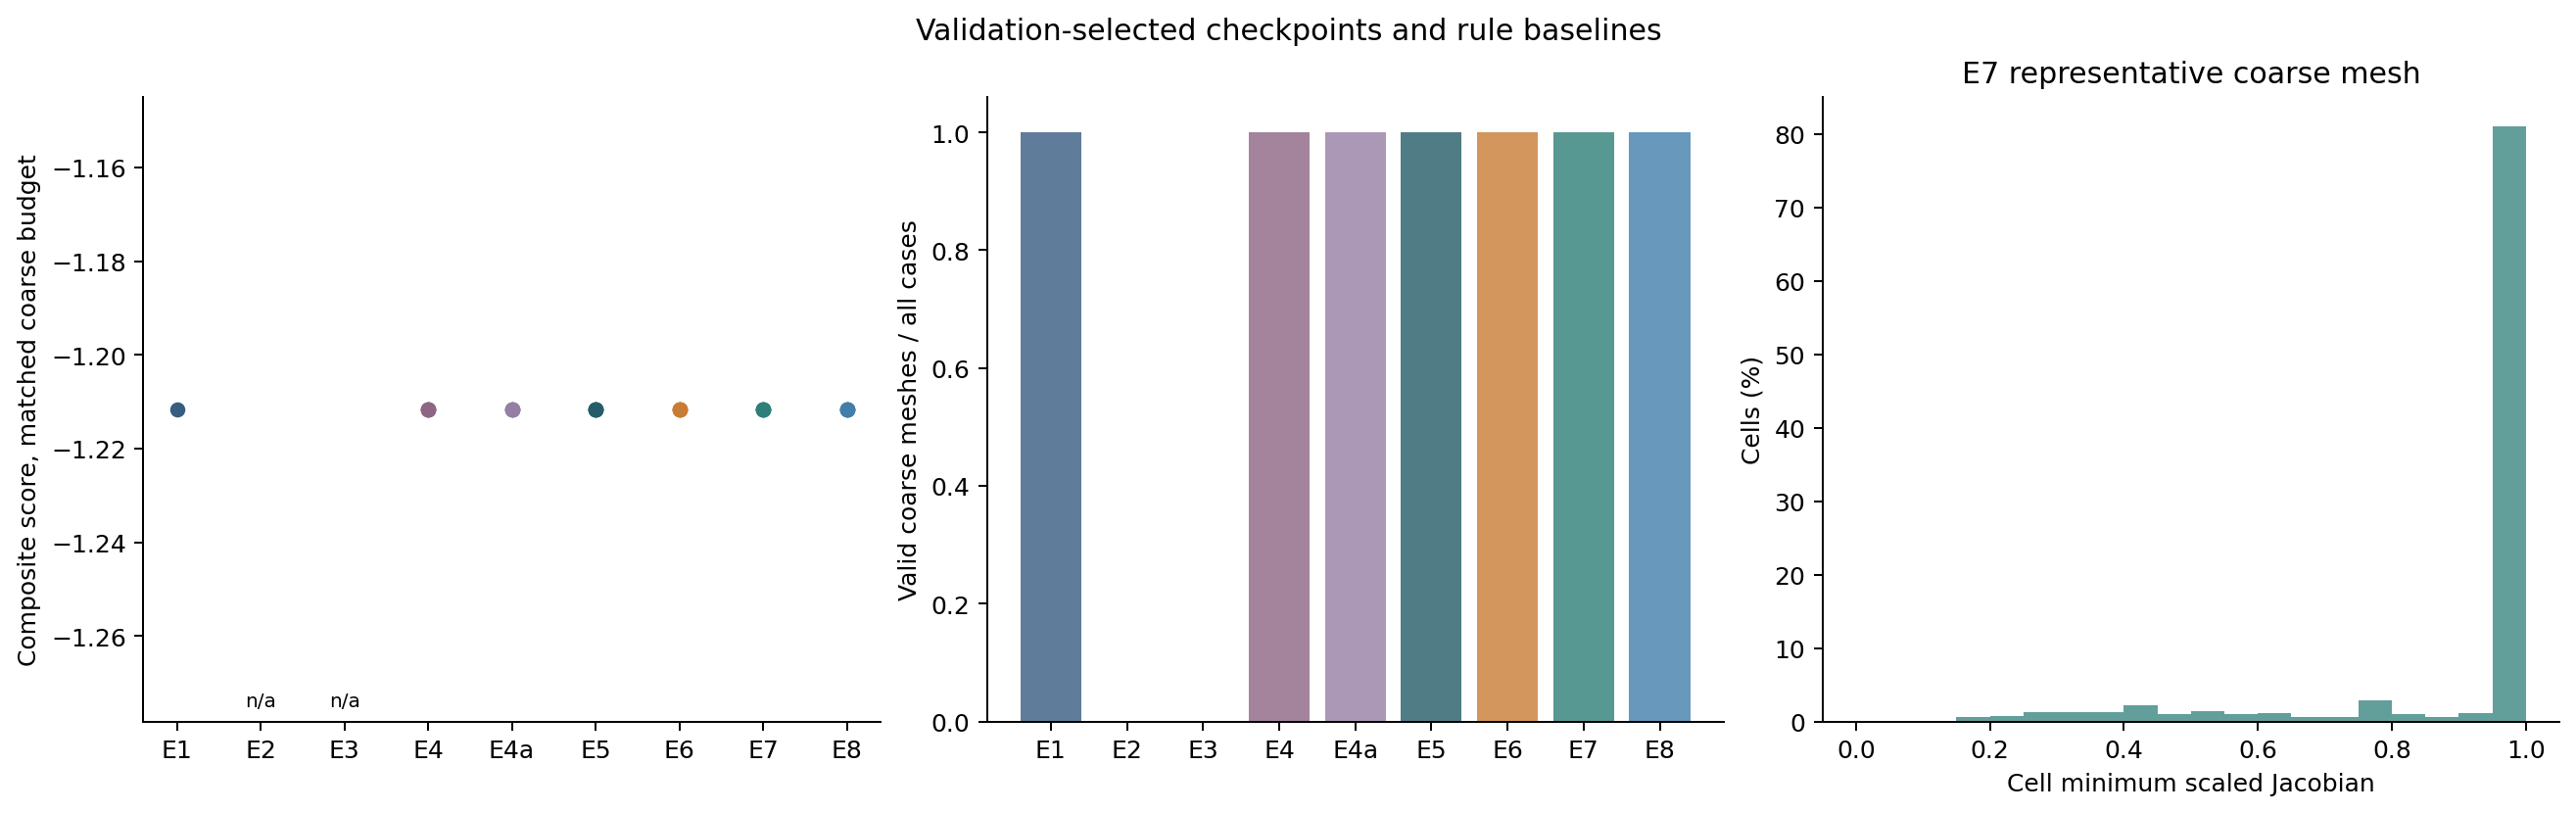 Validation-selected checkpoints and rule baselines
Composite score, matched coarse budget
−1.16
−1.18
−1.20
−1.22
−1.24
−1.26
n/a
n/a
E1
E2
E3
E4
E4a
E5
E6
E7
E8
Valid coarse meshes / all cases
1.0
0.8
0.6
0.4
0.2
0.0
E1
E2
E3
E4
E4a
E5
E6
E7
E8
E7 representative coarse mesh
Cells (%)
80
70
60
50
40
30
20
10
0
0.0
0.2
0.4
0.6
0.8
1.0
Cell minimum scaled Jacobian